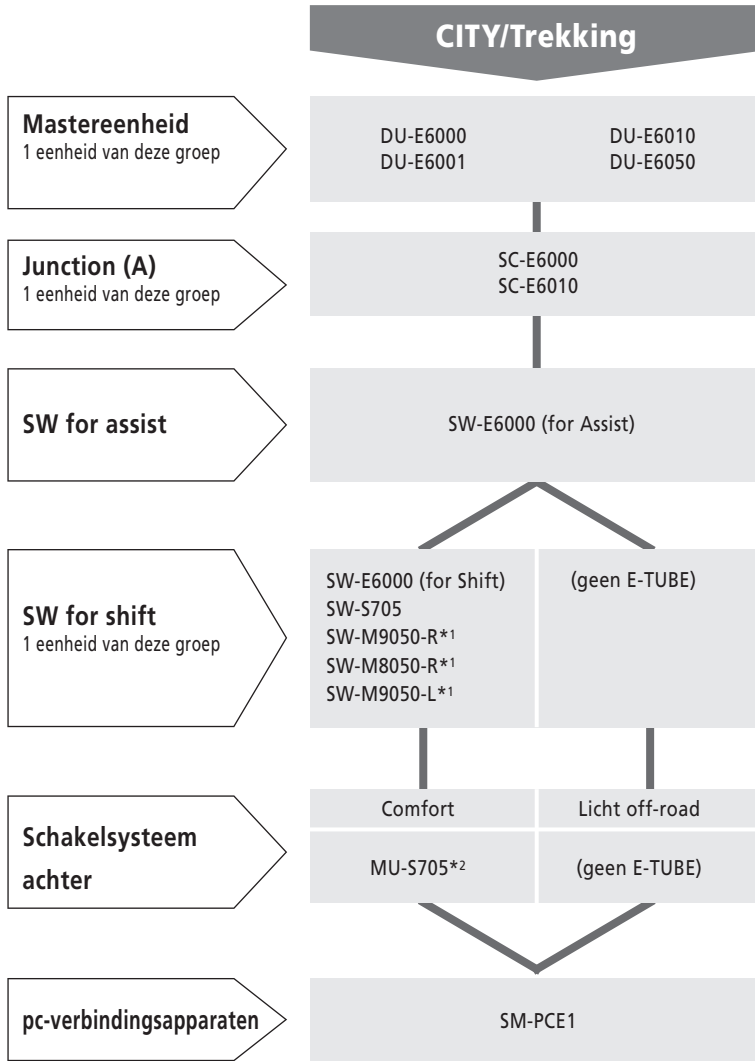 CITY/Trekking
Mastereenheid
1 eenheid van deze groep
DU-E6000
DU-E6001
DU-E6010
DU-E6050
Junction (A)
1 eenheid van deze groep
SC-E6000
SC-E6010
SW for assist
SW-E6000 (for Assist)
SW for shift
1 eenheid van deze groep
SW-E6000 (for Shift)
SW-S705
SW-M9050-R*1
SW-M8050-R*1
SW-M9050-L*1
(geen E-TUBE)
Schakelsysteem
achter
Comfort
MU-S705*2
Licht off-road
(geen E-TUBE)
pc-verbindingsapparaten
SM-PCE1